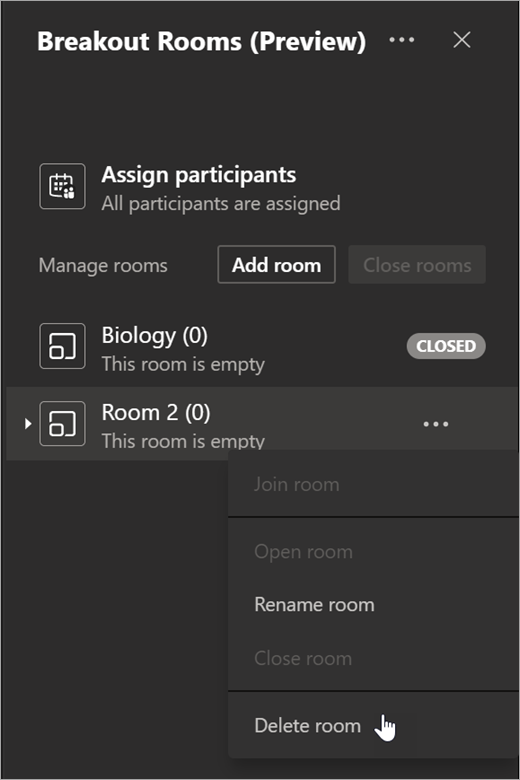 Breakout Rooms (Preview)
Assign participants
All participants are assigned
Manage rooms Add room Close rooms
Biology (0)
This room is empty
CLOSED
Room 2 (0)
This room is empty
Join room
Open room
Rename room
Close room
Delete room